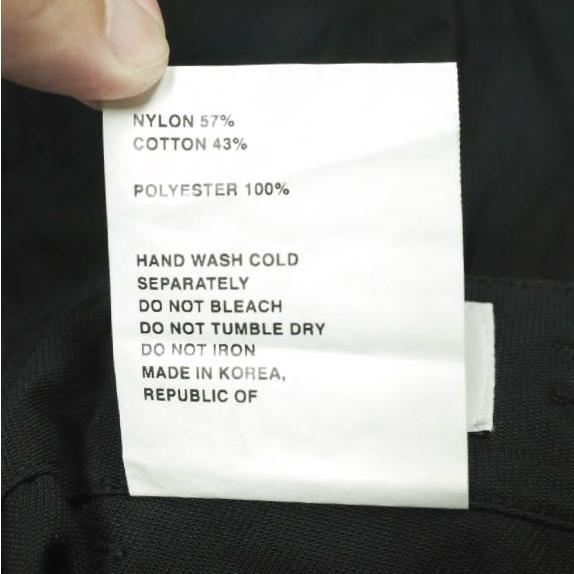 NYLON 57%
COTTON 43%
POLYESTER 100%
HAND WASH COLD
SEPARATELY
DO NOT BLEACH
DO NOT TUMBLE DRY
DO NOT IRON
MADE IN KOREA,
REPUBLIC OF